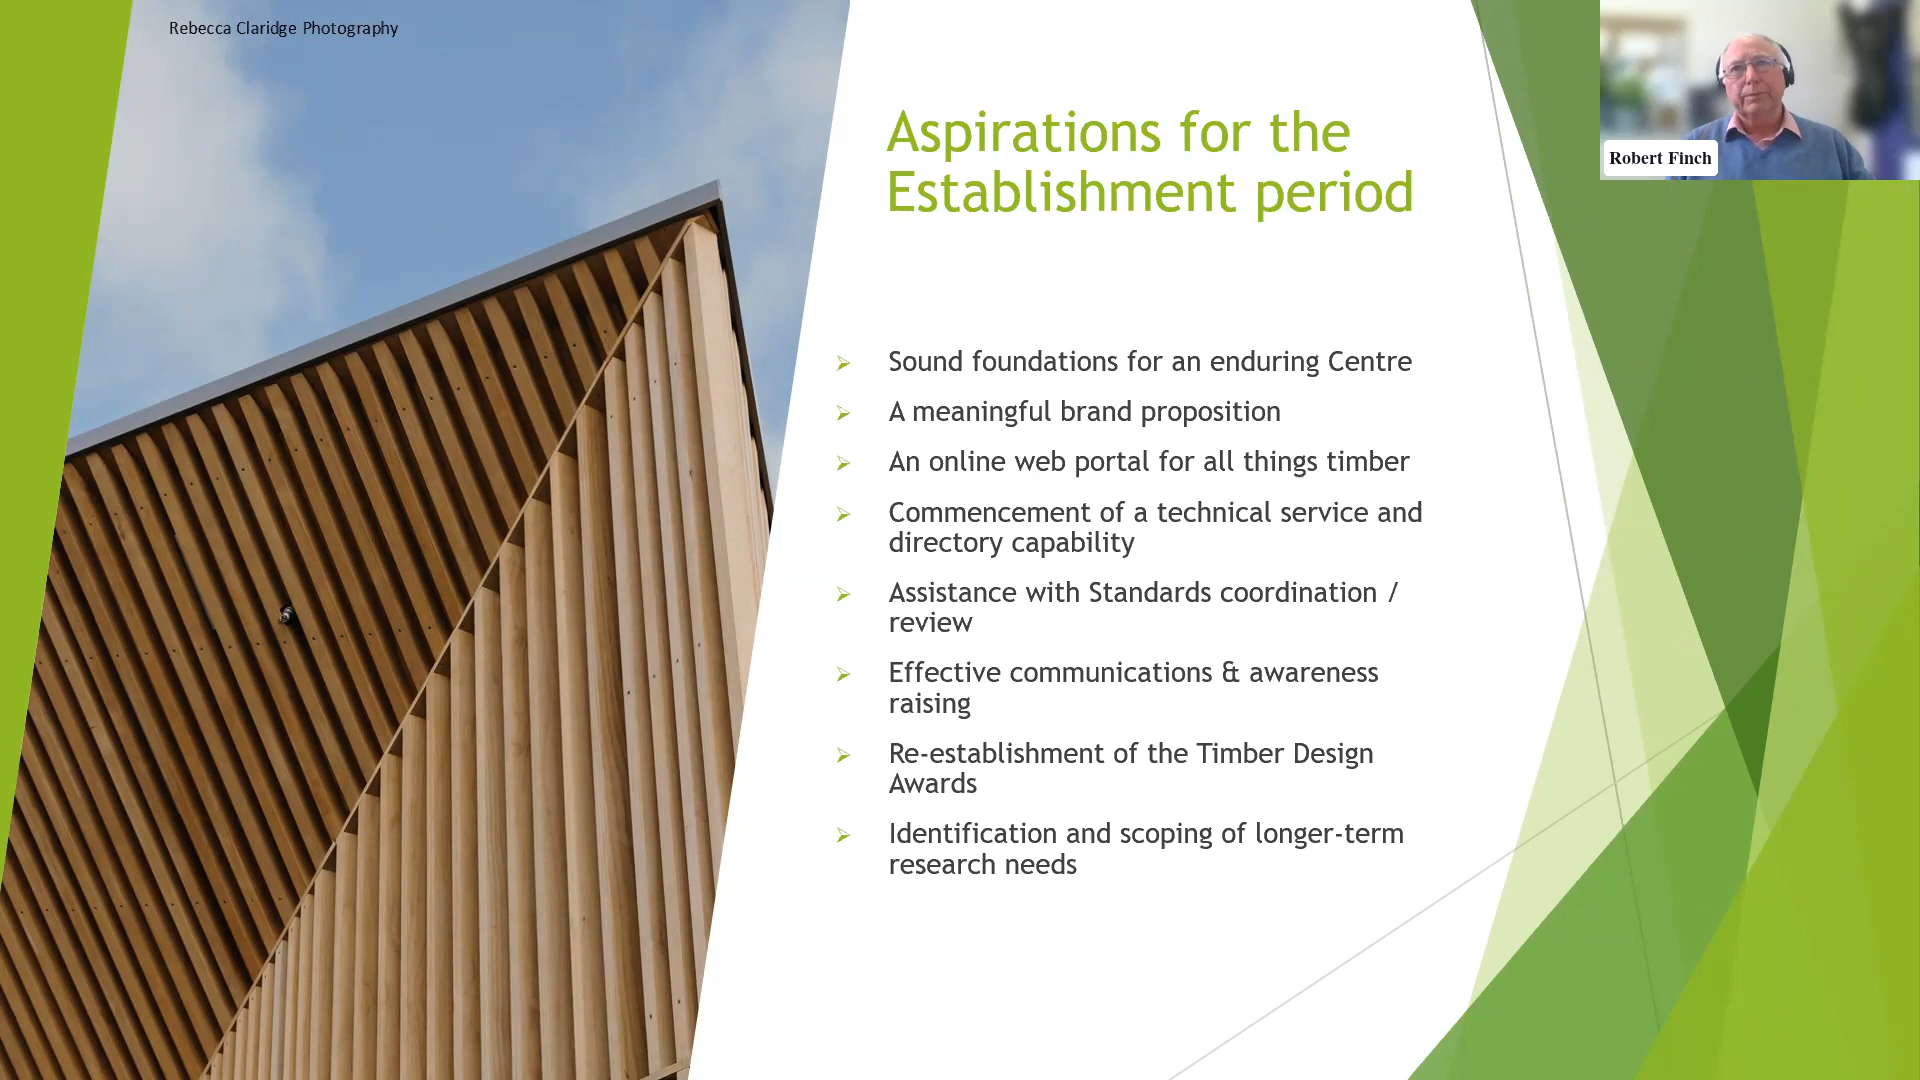 Rebecca Claridge Photography
Robert Finch
Aspirations for the
Establishment period
Sound foundations for an enduring Centre
A meaningful brand proposition
An online web portal for all things timber
Commencement of a technical service and
directory capability
Assistance with Standards coordination /
review
Effective communications & awareness
raising
Re-establishment of the Timber Design
Awards
Identification and scoping of longer-term
research needs